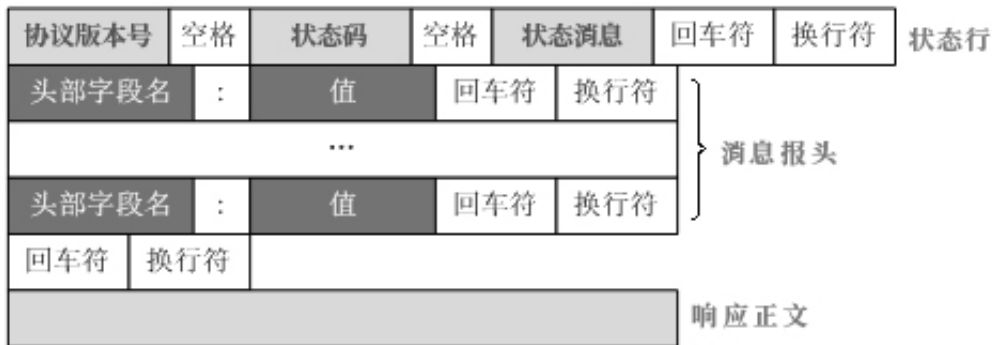 协议版本号 空格 状态码 空格 状态消息 回车符 换行符 状态行
头部字段名 : 值 回车符 换行符
...
消息报头
头部字段名 : 值 回车符 换行符
回车符 换行符
响应正文